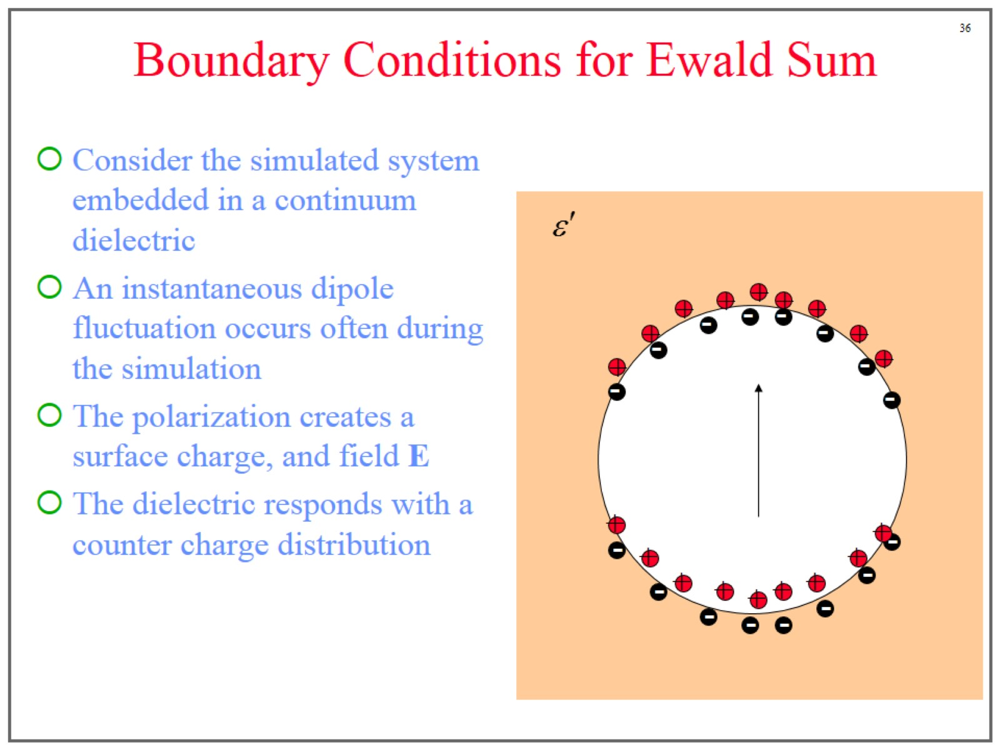 36
Boundary Conditions for Ewald Sum
Consider the simulated system
embedded in a continuum
dielectric
An instantaneous dipole
fluctuation occurs often during
the simulation
The polarization creates a
surface charge, and field E
The dielectric responds with a
counter charge distribution
ε′